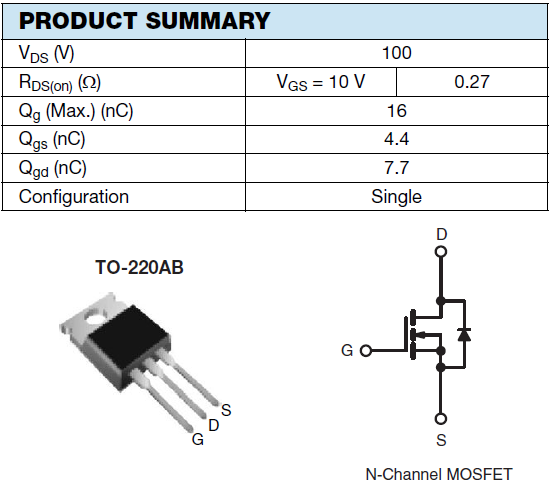 PRODUCT SUMMARY
VDS (V) 100
RDS(on) (Ω) VGS = 10 V 0.27
Qg (Max.) (nC) 16
Qgs (nC) 4.4
Qgd (nC) 7.7
Configuration Single
TO-220AB
S
D
G
D
G
S
N-Channel MOSFET